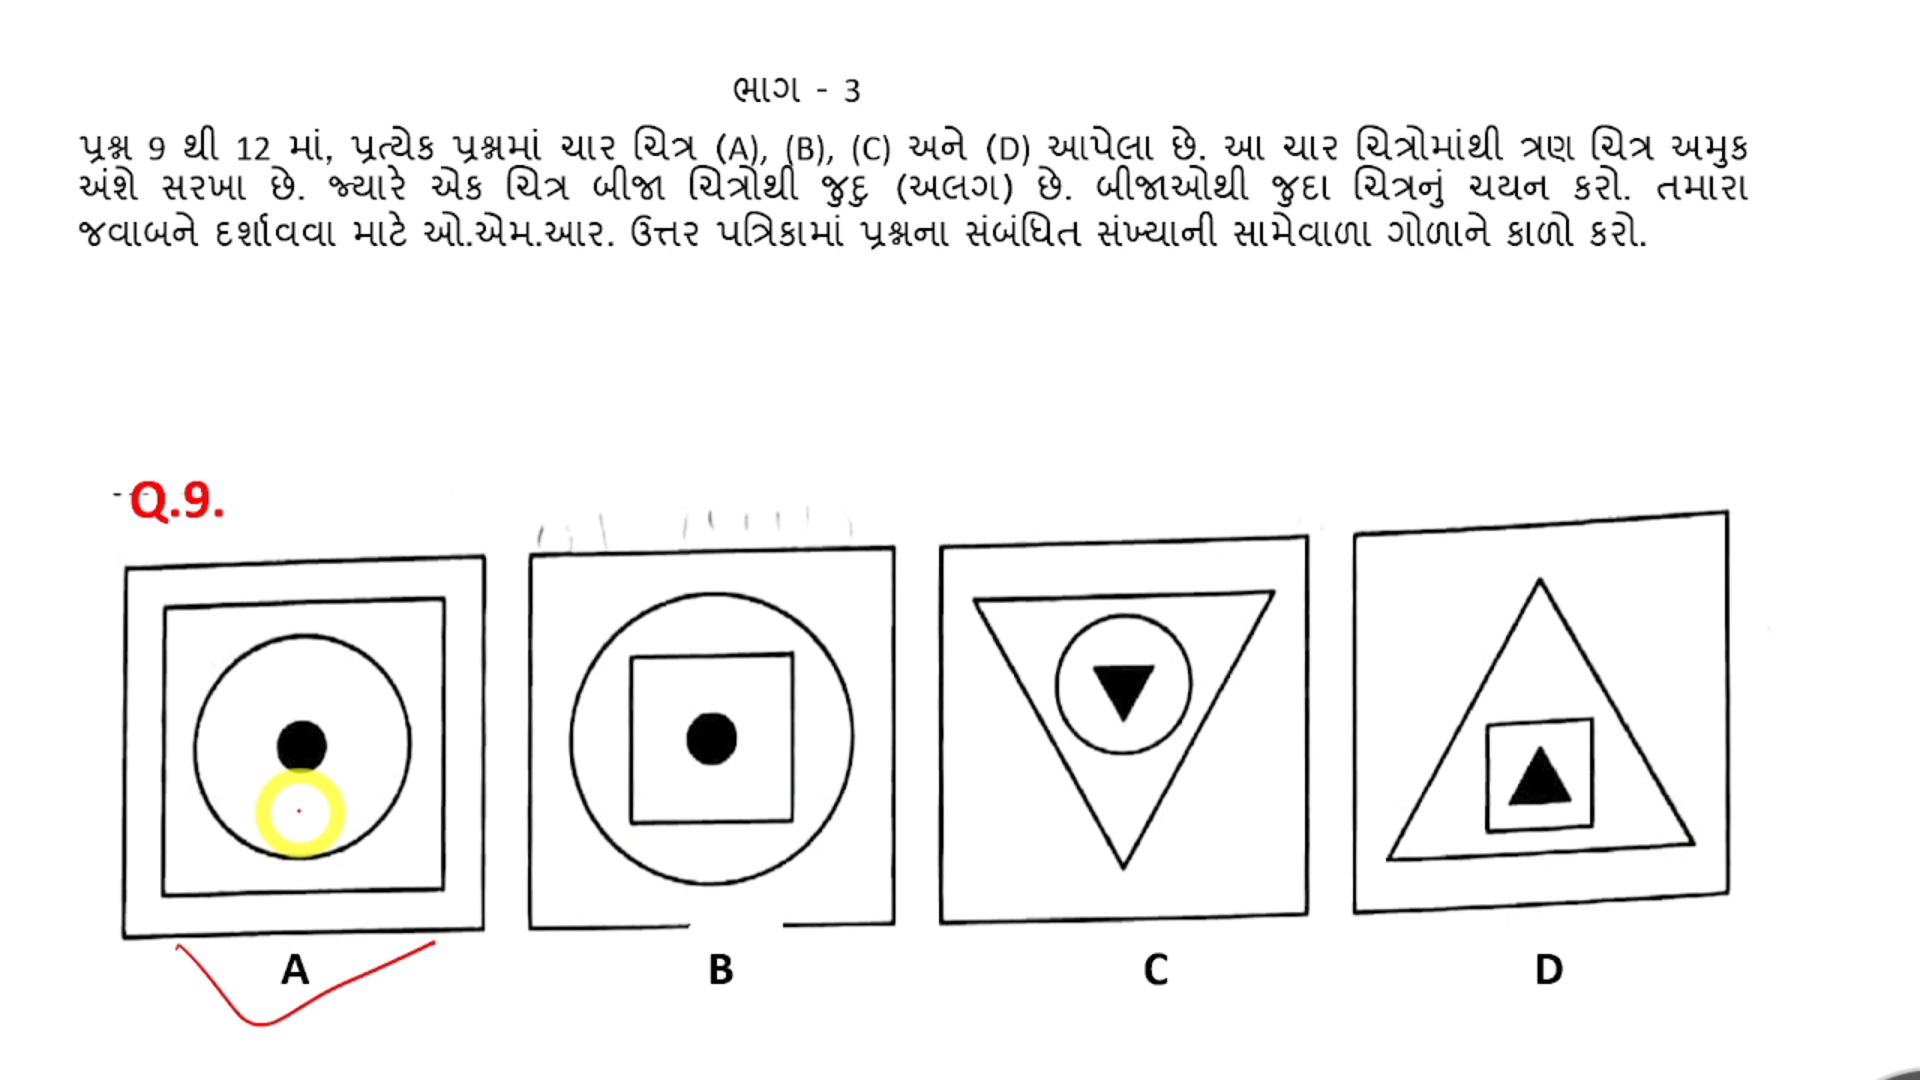 ભાગ - 3
પ્રશ્ન 9 થી 12 માં, પ્રત્યેક પ્રશ્નમાં ચાર ચિત્ર (A), (B), (C) અને (D) આપેલા છે. આ ચાર ચિત્રોમાંથી ત્રણ ચિત્ર અમુક
અંશે સરખા છે. જ્યારે એક ચિત્ર બીજા ચિત્રોથી જુદુ (અલગ) છે. બીજાઓથી જુદા ચિત્રનું ચયન કરો. તમારા
જવાબને દર્શાવવા માટે ઓ.એમ.આર. ઉત્તર પત્રિકામાં પ્રશ્નના સંબંધિત સંખ્યાની સામેવાળા ગોળાને કાળો કરો.
Q.9.
A B C D